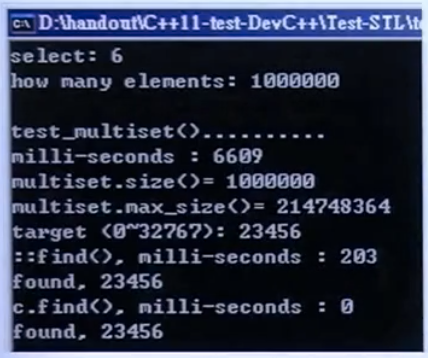 D:\handout\C++11-test-DevC++\Test-STL\t
select: 6
how many elements: 1000000
test_multiset()..........
milli-seconds : 6609
multiset.size()= 1000000
multiset.max_size()= 214748364
target (0~32767): 23456
::find(), milli-seconds : 203
found, 23456
c.find(), milli-seconds : 0
found, 23456